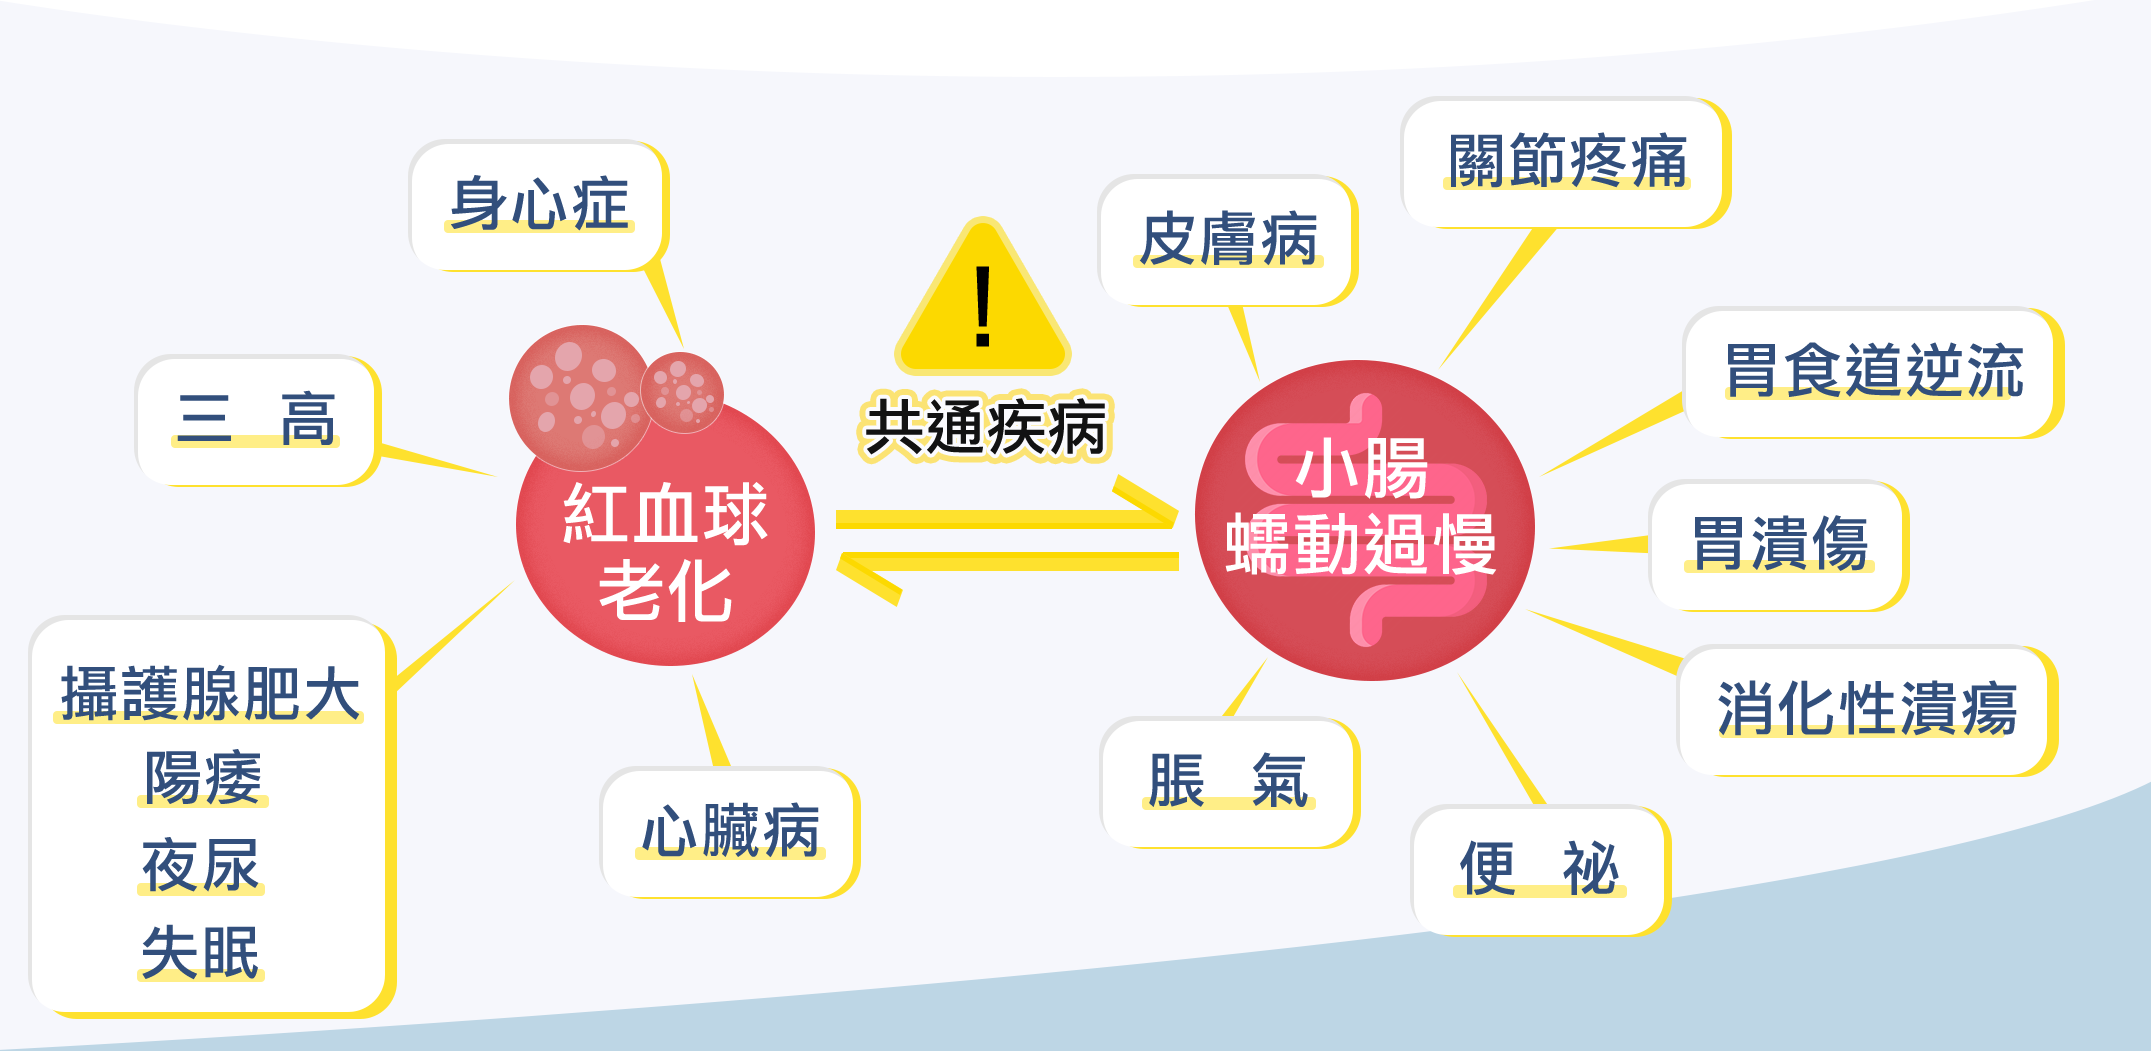 身心症
三 高
紅血球
老化
攝護腺肥大
陽痿
夜尿
失眠
心臟病
!
共通疾病
皮膚病
關節疼痛
胃食道逆流
小腸
蠕動過慢
胃潰傷
消化性潰瘍
脹 氣
便 祕